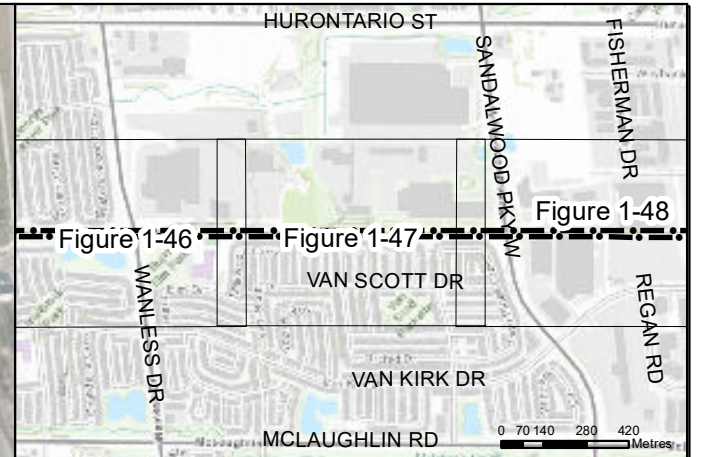 HURONTARIO ST
SANDALWOOD PKY W
FISHERMAN DR
Figure 1-46
Figure 1-47
Figure 1-48
WANLESS DR
VAN SCOTT DR
REGAN RD
VAN KIRK DR
MCLAUGHLIN RD
0 70 140 280 420
Metres